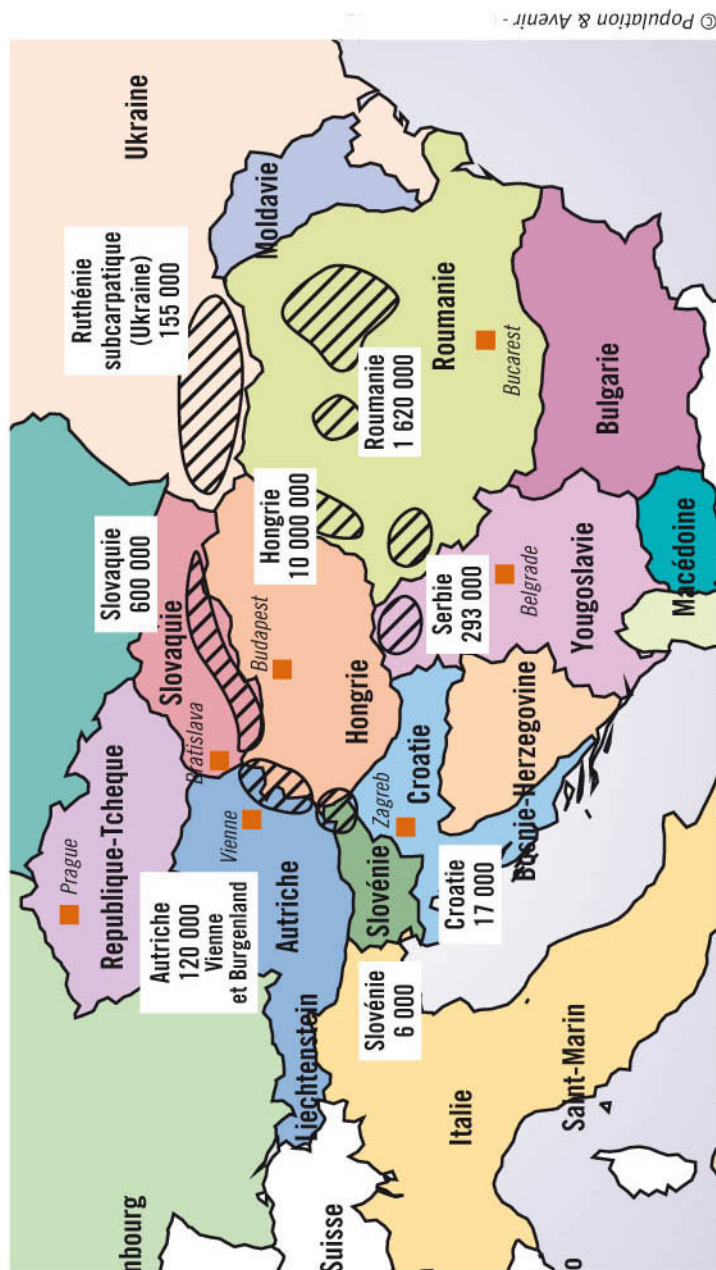 © Population & Avenir -
Ukraine
Ruthénie
subcarpatique
(Ukraine)
155 000
Moldavie
Slovaquie
600 000
Slovaquie
Bratislava
Prague
Republique-Tcheque
Autriche
120 000
Vienne
et Burgenland
Vienne
Autriche
Liechtenstein
mbourg
Suisse
Hongrie
10 000 000
Budapest
Hongrie
Roumanie
1 620 000
Roumanie
Bucarest
Bulgarie
Serbie
293 000
Belgrade
Yougoslavie
Macédoine
Zagreb
Croatie
Bosnie-Herzegovine
Croatie
17 000
Slovénie
Slovénie
6 000
Italie
Saint-Marin
o